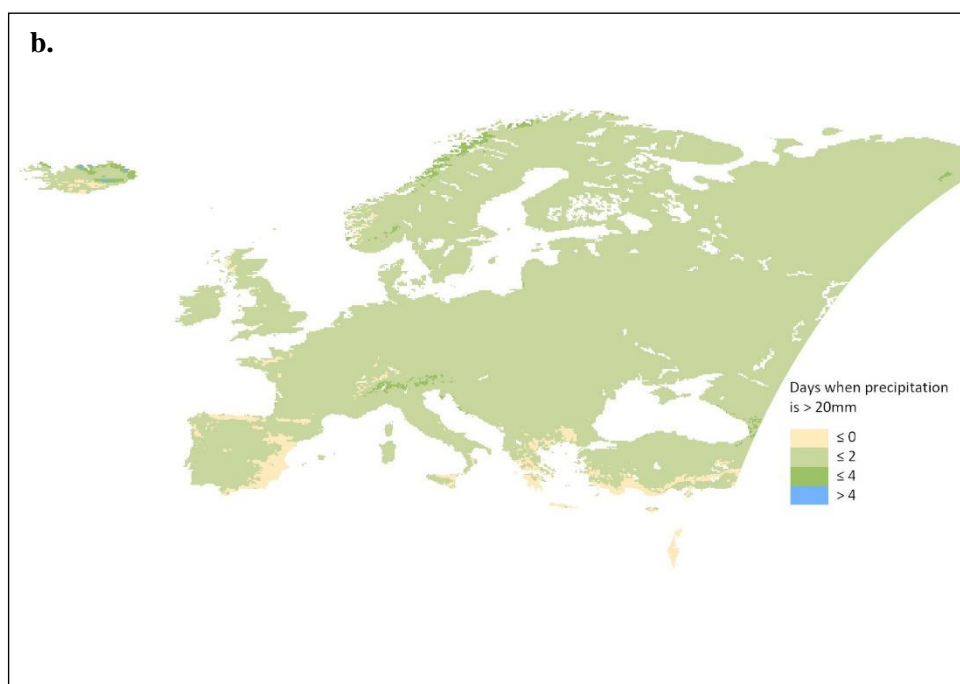 b.
Days when precipitation
is > 20mm
≤ 0
≤ 2
≤ 4
> 4